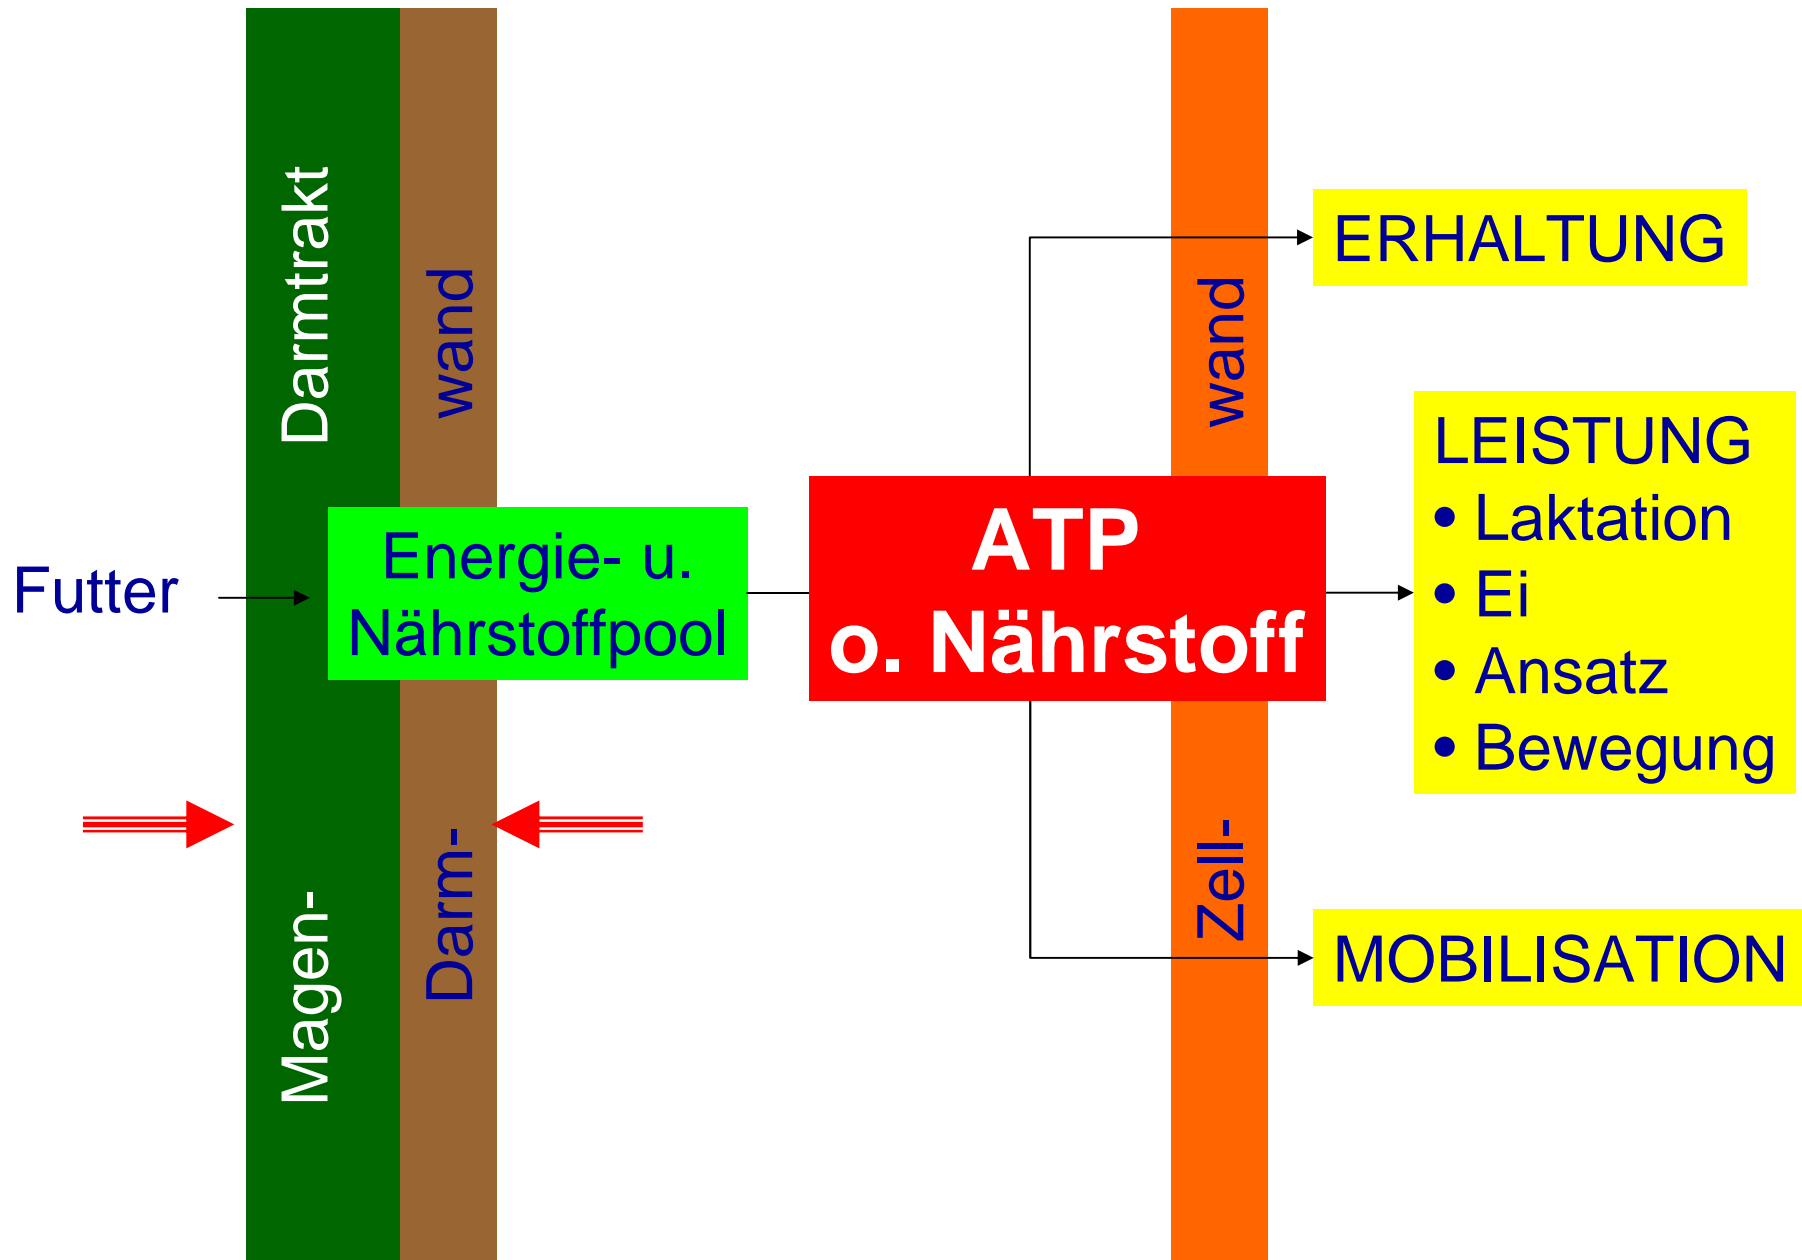 Futter
Magen- Darmtrakt
Darm- wand
Energie- u.
Nährstoffpool
ATP
o. Nährstoff
Zell- wand
ERHALTUNG
LEISTUNG
• Laktation
• Ei
• Ansatz
• Bewegung
MOBILISATION